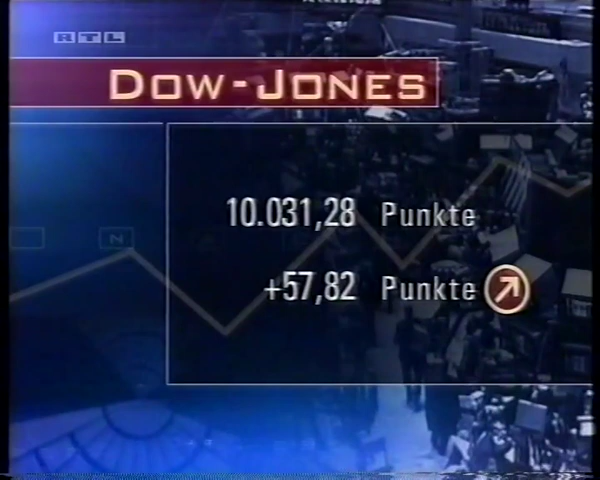 RTL
DOW-JONES
N
10.031,28 Punkte
+57,82 Punkte